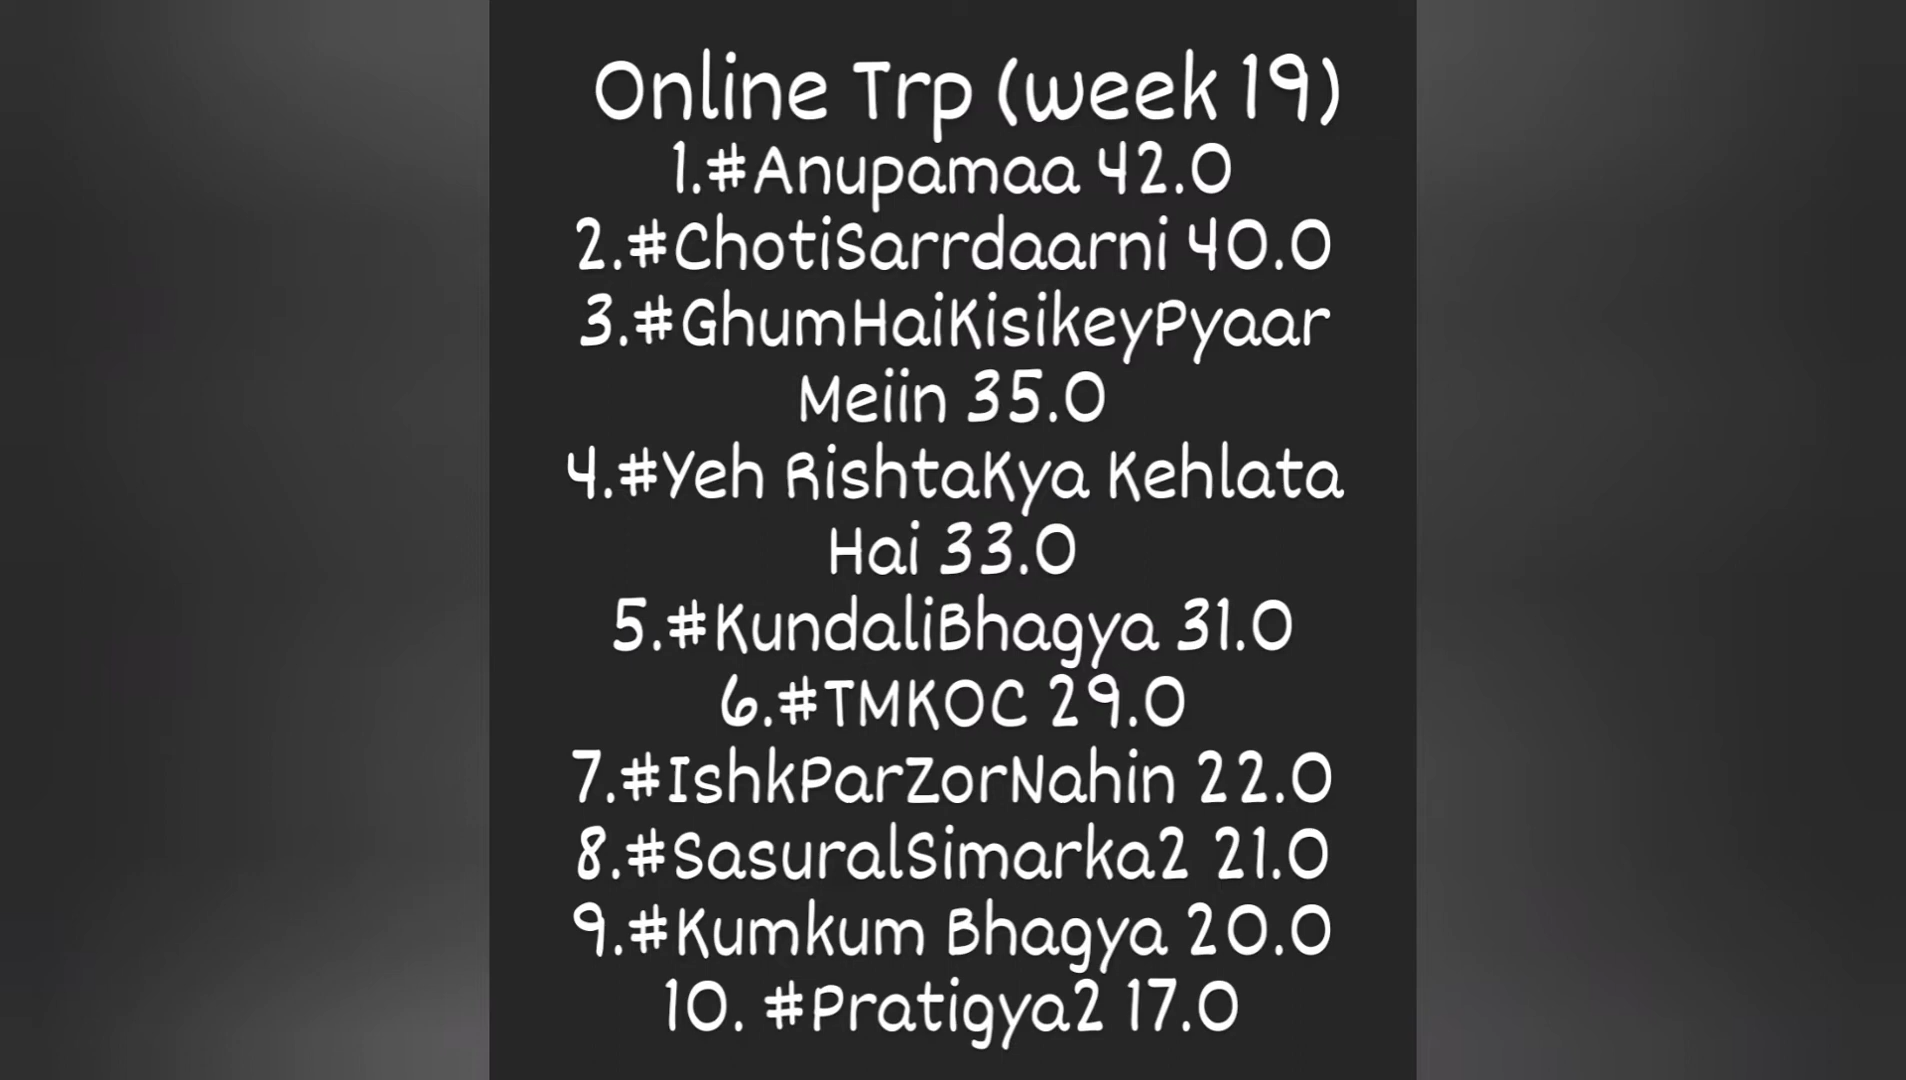 Online Trp (week 19)
1.#Anupamaa 42.0
2.#ChotiSarrdaarni 40.0
3.#GhumHaiKisikeyPyaar
Meiin 35.0
4.#Yeh RishtaKya Kehlata
Hai 33.0
5.#KundaliBhagya 31.0
6.#TMKOC 29.0
7.#IshkParZorNahin 22.0
8.#SasuralSimarka2 21.0
9.#Kumkum Bhagya 20.0
10. #Pratigya2 17.0